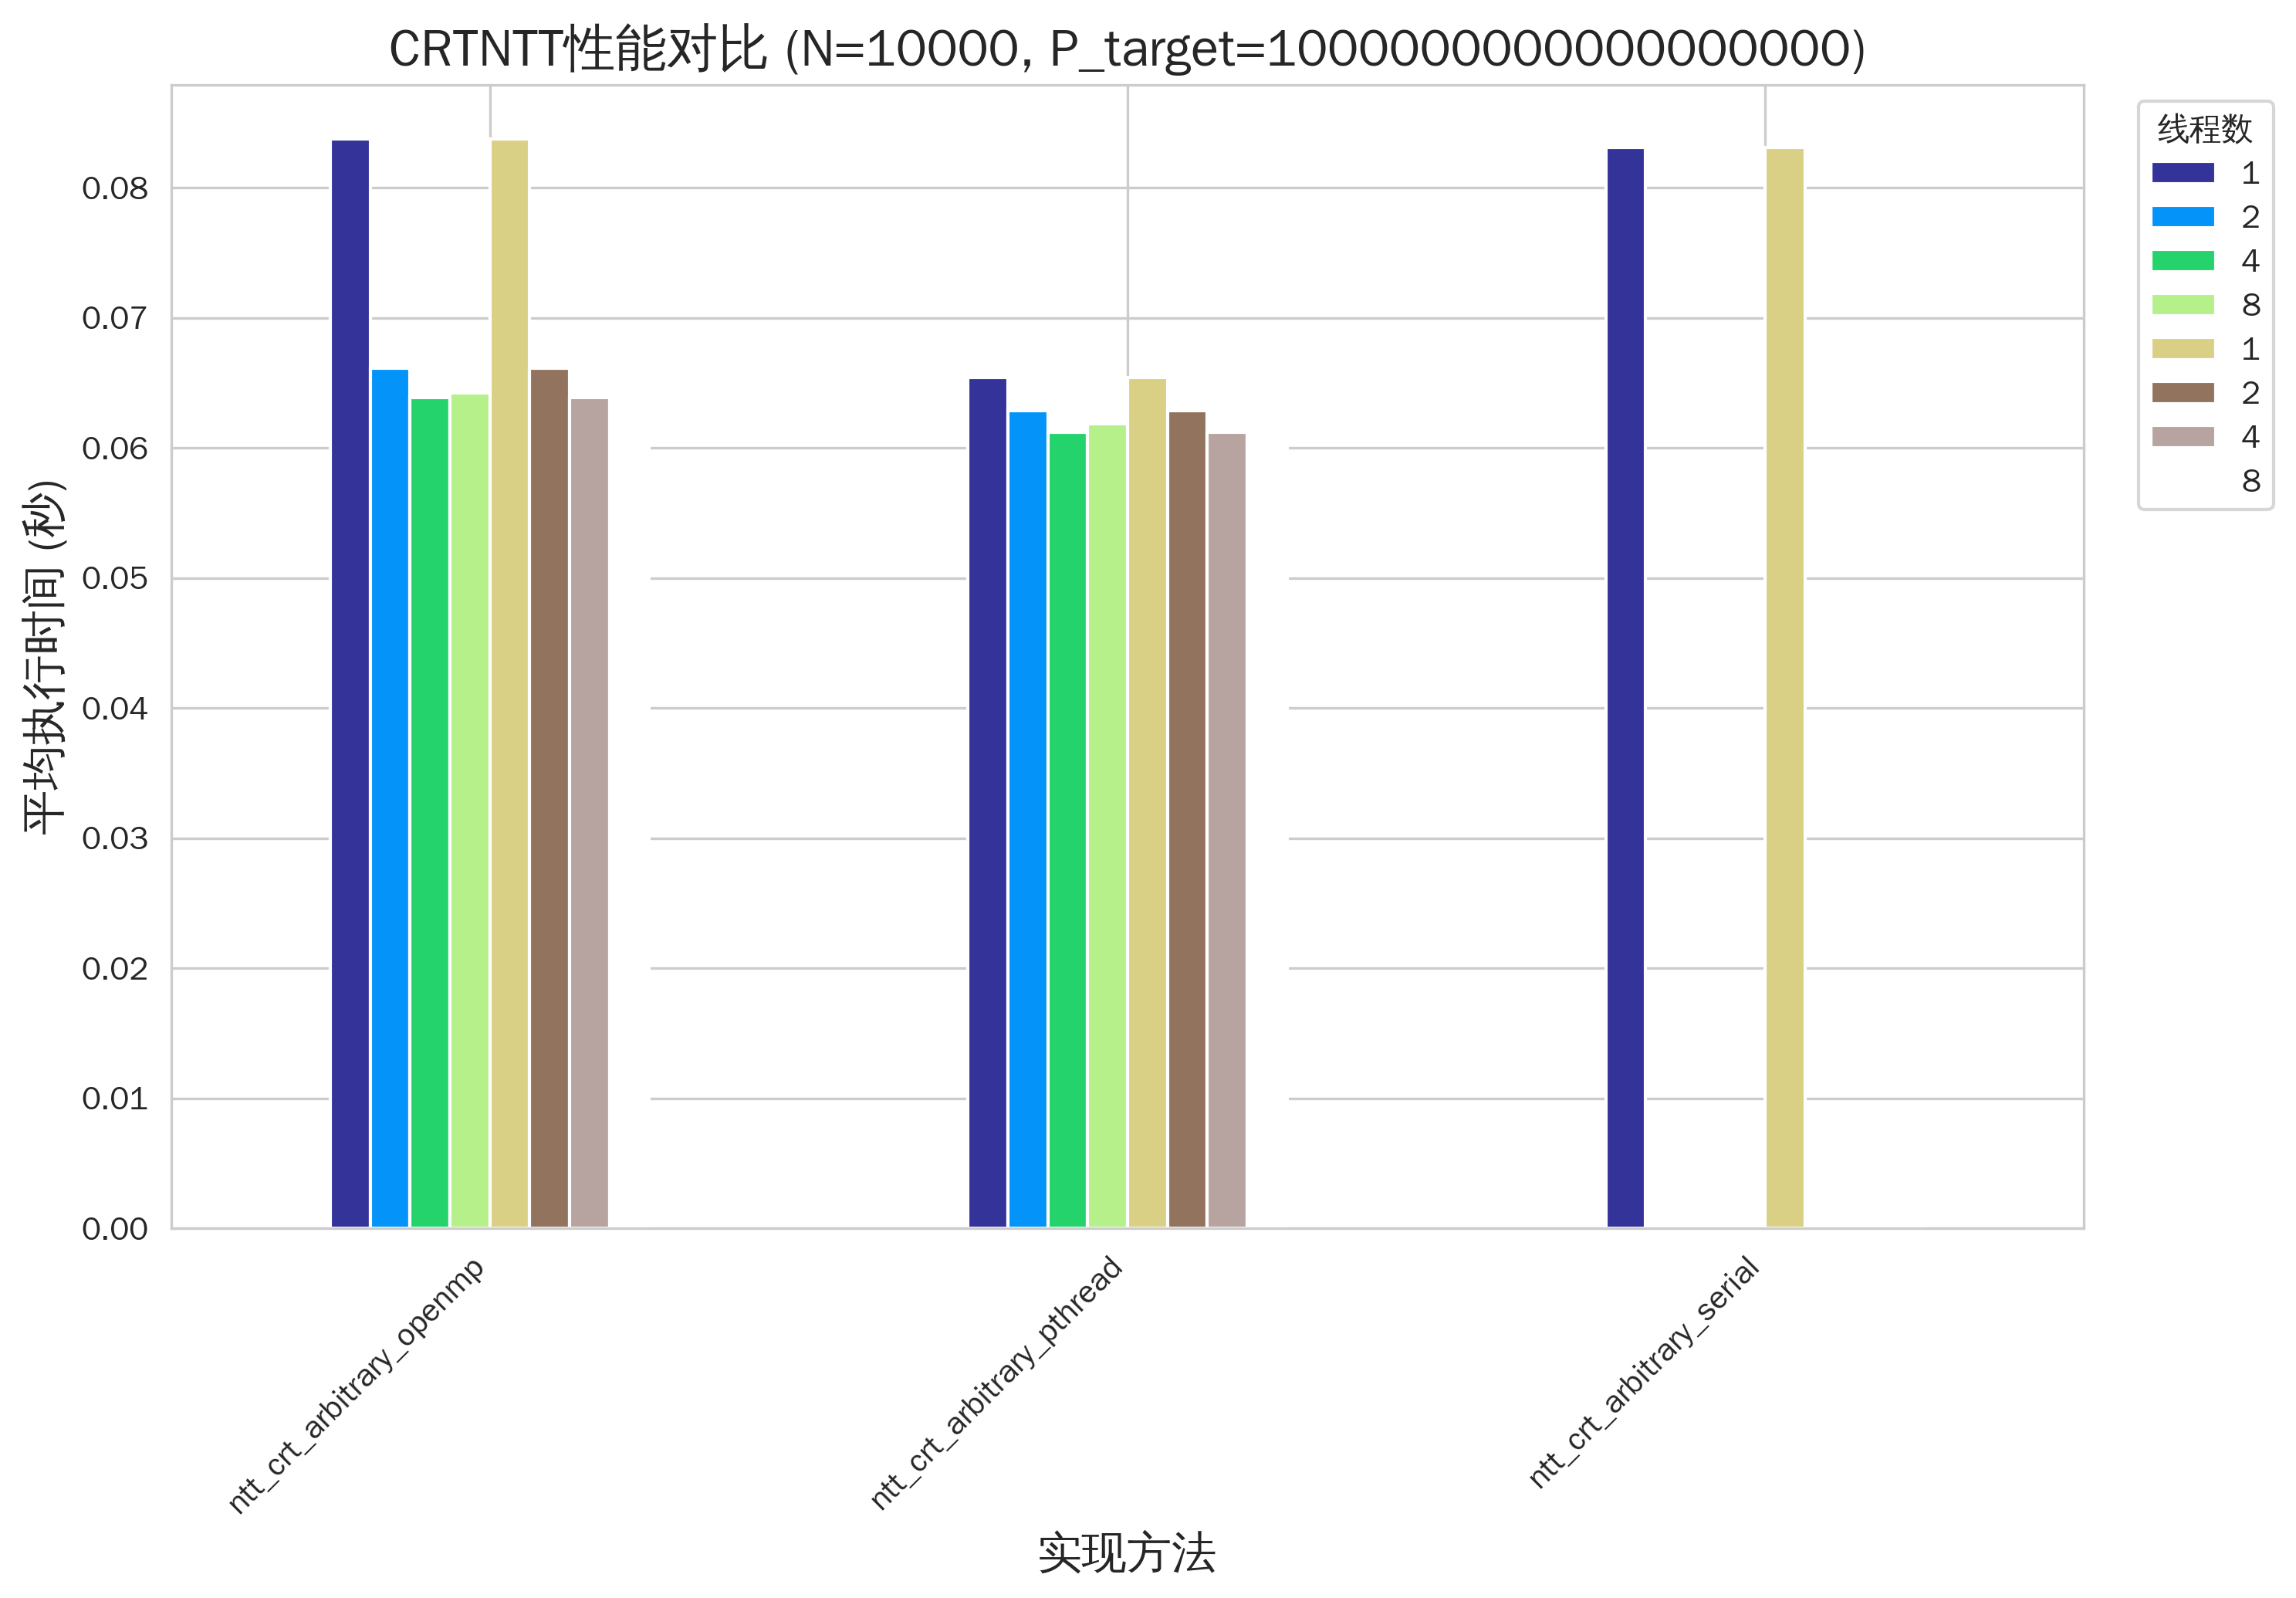 CRTNTT性能对比 (N=10000, P_target=1000000000000000000)
平均执行时间 (秒)
0.08
0.07
0.06
0.05
0.04
0.03
0.02
0.01
0.00
线程数
1
2
4
8
1
2
4
8
ntt_crt_arbitrary_openmp
ntt_crt_arbitrary_pthread
ntt_crt_arbitrary_serial
实现方法